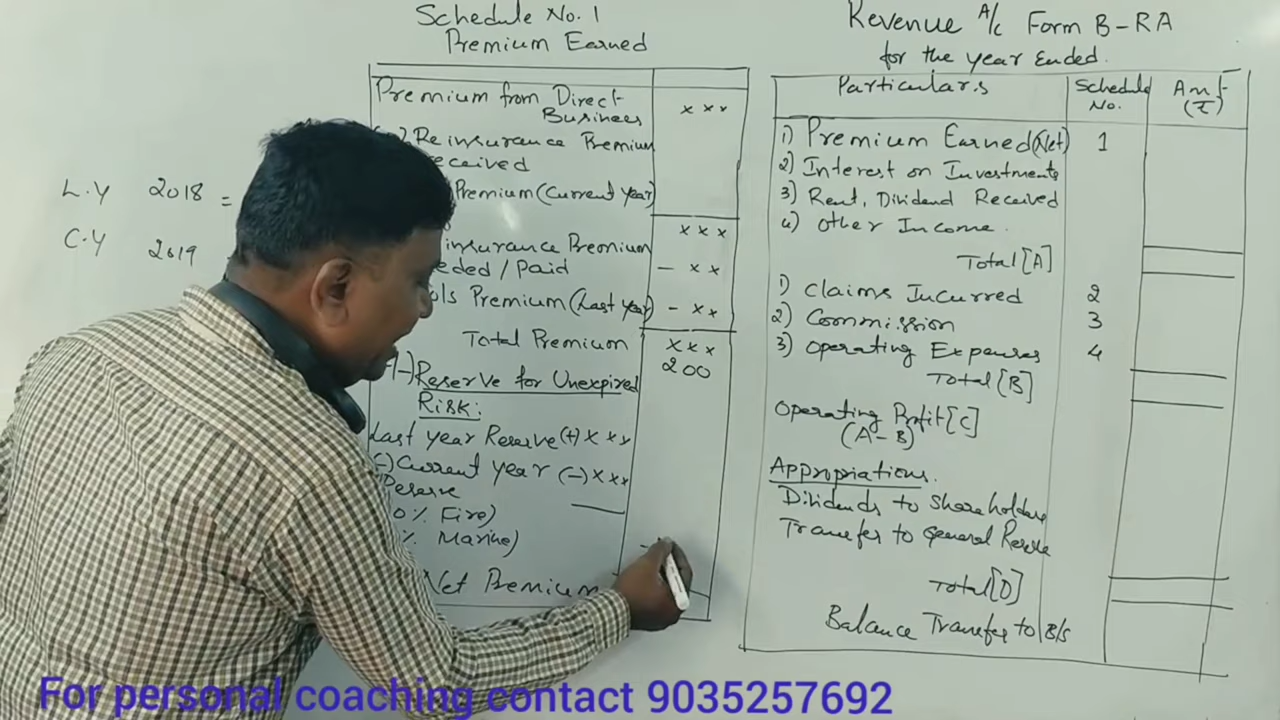 Schedule No. 1
Premium Earned
Premium from Direct
Business x x x
Reinsurance Premium
eceived
Premium (Current year)
x x x
insurance Premium
eded / Paid - x x
ols Premium (Last year) - x x
Total Premium x x x
200
(-) Reserve for Unexpired
Risk:
Last year Reserve (+) x x x
(-) Current year (-) x x x
Reserve
0% Fire)
% Marine)
Net Premium
L.Y 2018 =
C.Y 2019
Revenue A/c Form B-RA
for the year Ended.
Particulars Schedule No. Amt (₹)
1) Premium Earned (Net) 1
2) Interest on Investments
3) Rent, Dividend Received
4) Other Income.
Total [A]
1) Claims Incurred 2
2) Commission 3
3) Operating Expenses 4
Total [B]
Operating Profit [C]
(A-B)
Appropriations.
Dividends to Shareholders
Transfer to General Reserve
Total [D]
Balance Transfer to B/s
For personal coaching contact 9035257692